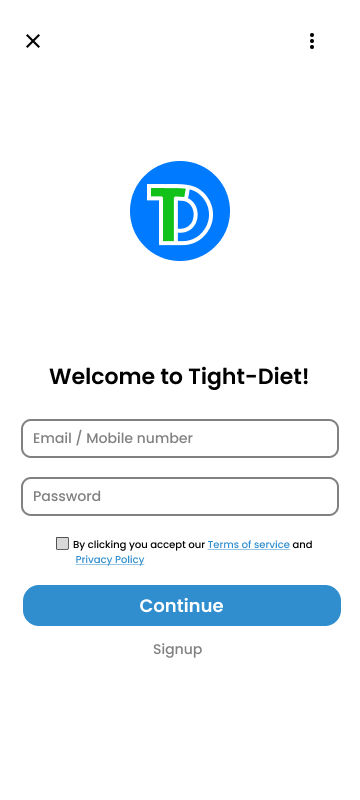 TD
Welcome to Tight-Diet!
Email / Mobile number
Password
By clicking you accept our Terms of service and
Privacy Policy
Continue
Signup